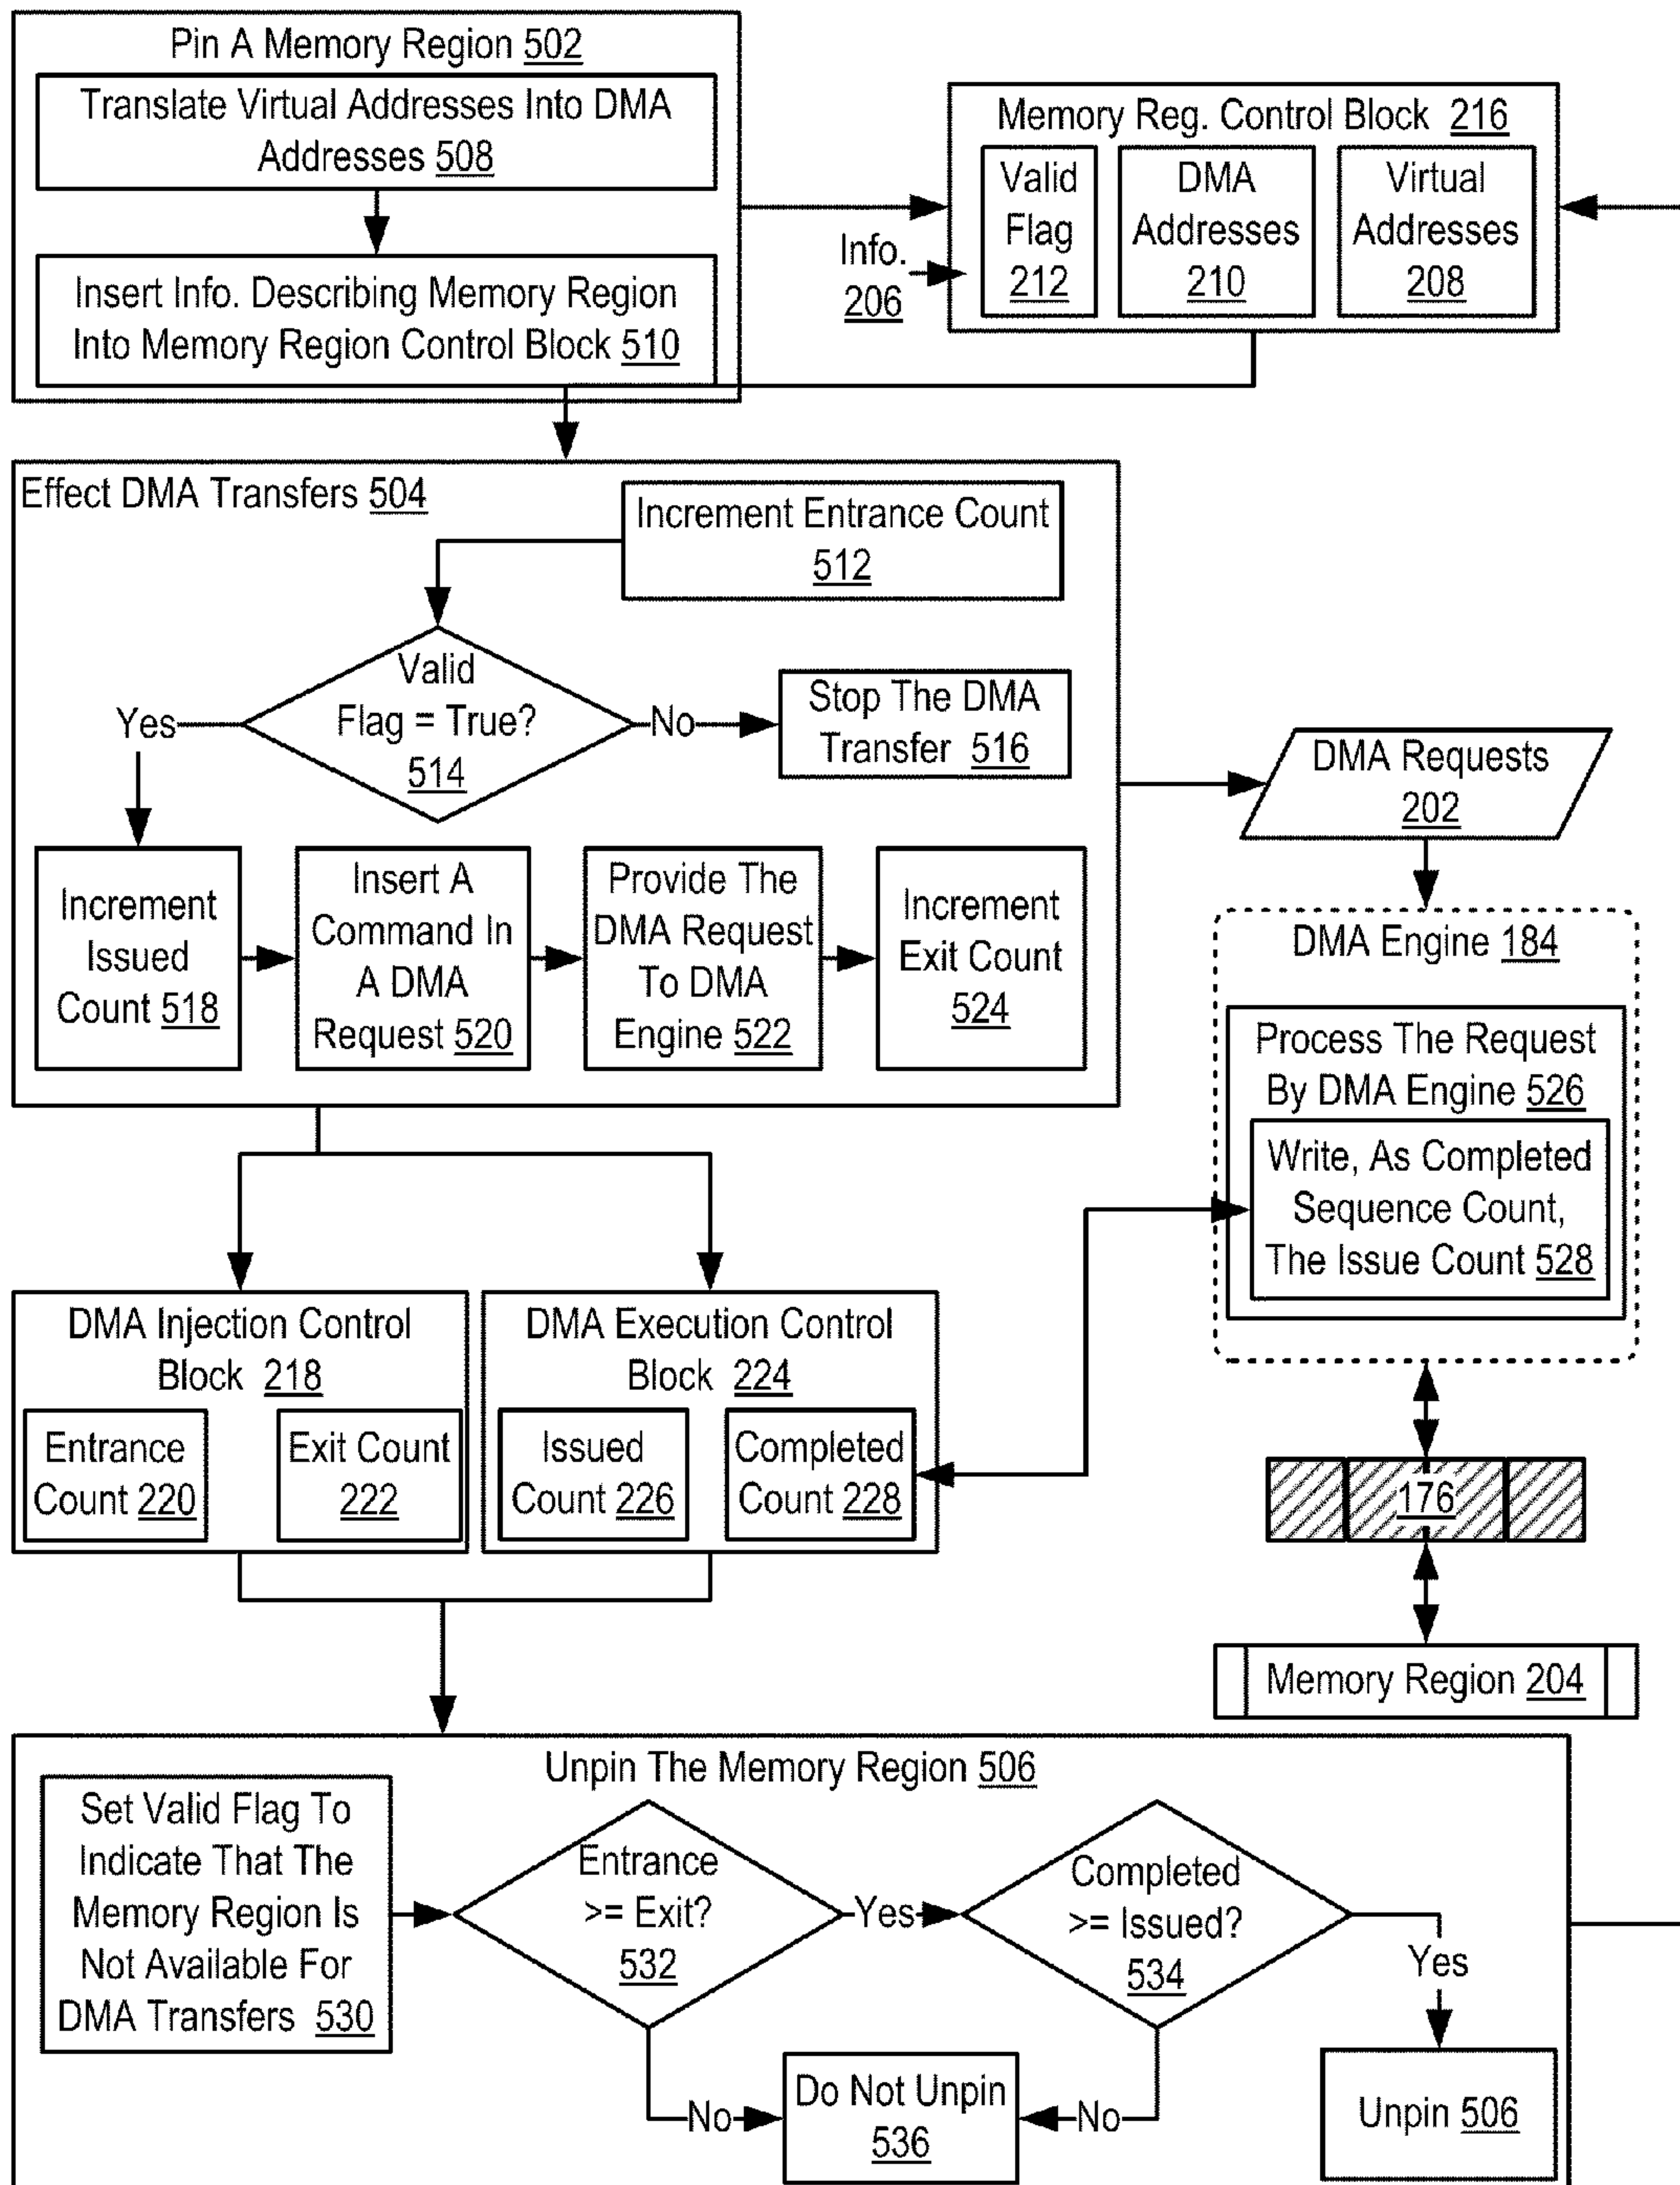 Pin A Memory Region 502
Translate Virtual Addresses Into DMA
Addresses 508
Insert Info. Describing Memory Region
Into Memory Region Control Block 510
Memory Reg. Control Block 216
Valid
Flag
212
DMA
Addresses
210
Virtual
Addresses
208
Info.
206
Effect DMA Transfers 504
Increment Entrance Count
512
Valid
Flag = True?
514
Yes
No
Stop The DMA
Transfer 516
Increment
Issued
Count 518
Insert A
Command In
A DMA
Request 520
Provide The
DMA Request
To DMA
Engine 522
Increment
Exit Count
524
DMA Requests
202
DMA Engine 184
Process The Request
By DMA Engine 526
Write, As Completed
Sequence Count,
The Issue Count 528
DMA Injection Control
Block 218
Entrance
Count 220
Exit Count
222
DMA Execution Control
Block 224
Issued
Count 226
Completed
Count 228
176
Memory Region 204
Unpin The Memory Region 506
Set Valid Flag To
Indicate That The
Memory Region Is
Not Available For
DMA Transfers 530
Entrance
>= Exit?
532
Yes
Completed
>= Issued?
534
Yes
No
Do Not Unpin
536
No
Unpin 506